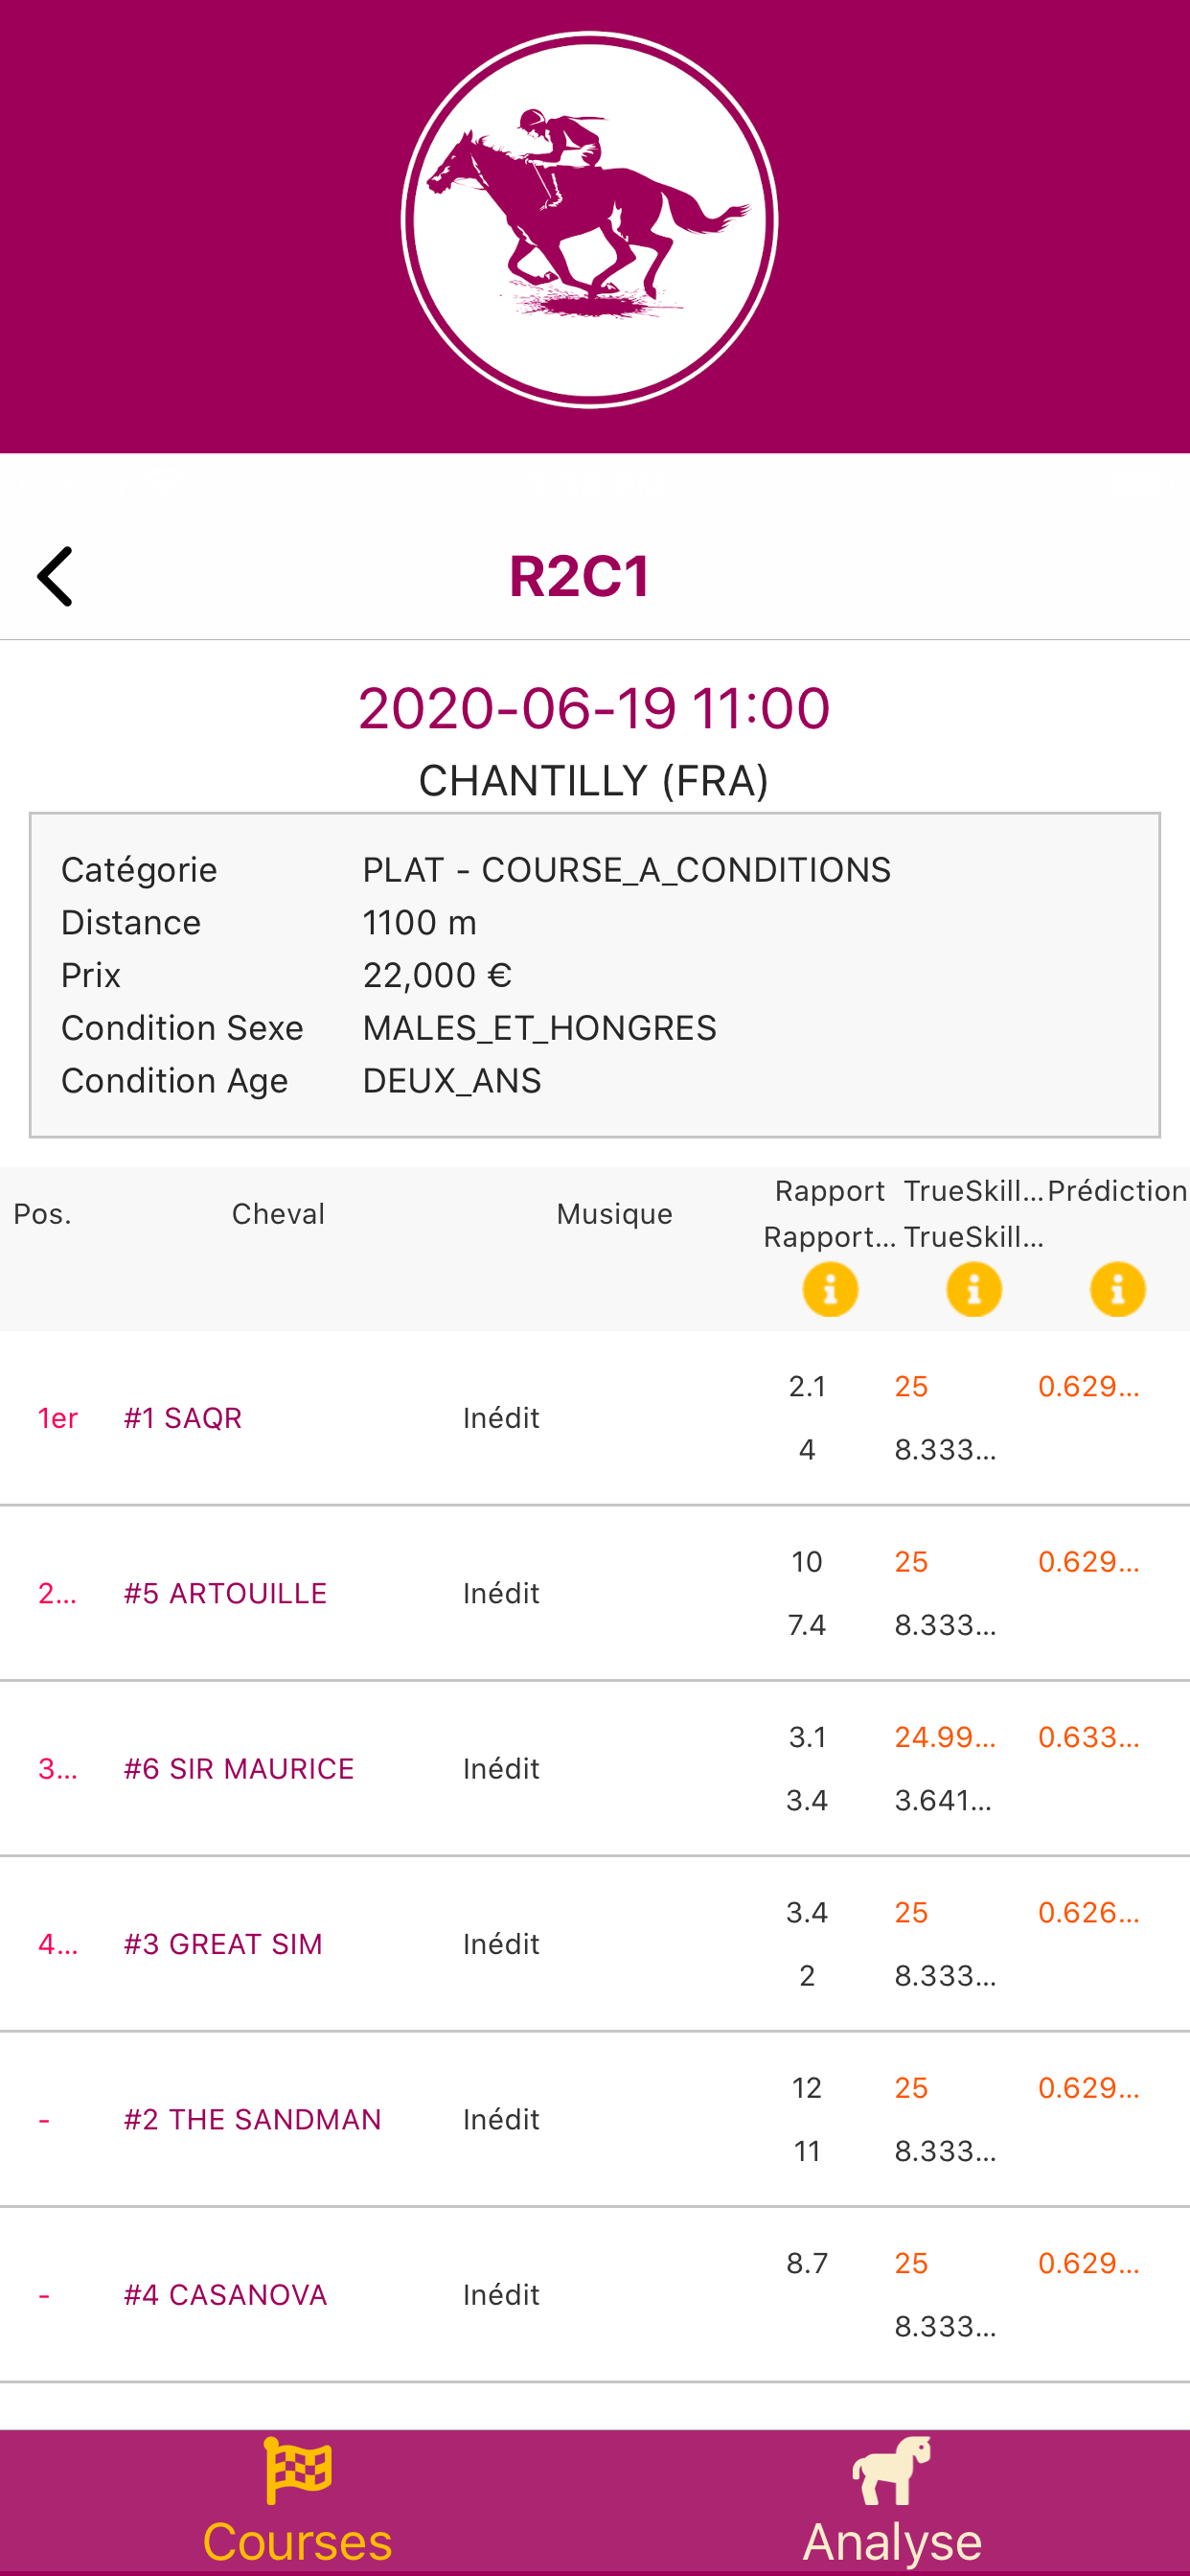 R2C1
2020-06-19 11:00
CHANTILLY (FRA)
Catégorie PLAT - COURSE_A_CONDITIONS
Distance 1100 m
Prix 22,000 €
Condition Sexe MALES_ET_HONGRES
Condition Age DEUX_ANS
Pos. Cheval Musique Rapport TrueSkill... Prédiction
Rapport... TrueSkill...
2.1 25 0.629...
1er #1 SAQR Inédit
4 8.333...
10 25 0.629...
2... #5 ARTOUILLE Inédit
7.4 8.333...
3.1 24.99... 0.633...
3... #6 SIR MAURICE Inédit
3.4 3.641...
3.4 25 0.626...
4... #3 GREAT SIM Inédit
2 8.333...
12 25 0.629...
- #2 THE SANDMAN Inédit
11 8.333...
8.7 25 0.629...
- #4 CASANOVA Inédit
8.333...
Courses Analyse